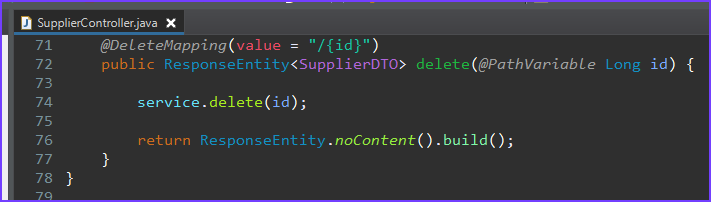 SupplierController.java
71 @DeleteMapping(value = "/{id}")
72 public ResponseEntity<SupplierDTO> delete(@PathVariable Long id) {
73
74 service.delete(id);
75
76 return ResponseEntity.noContent().build();
77 }
78 }
79